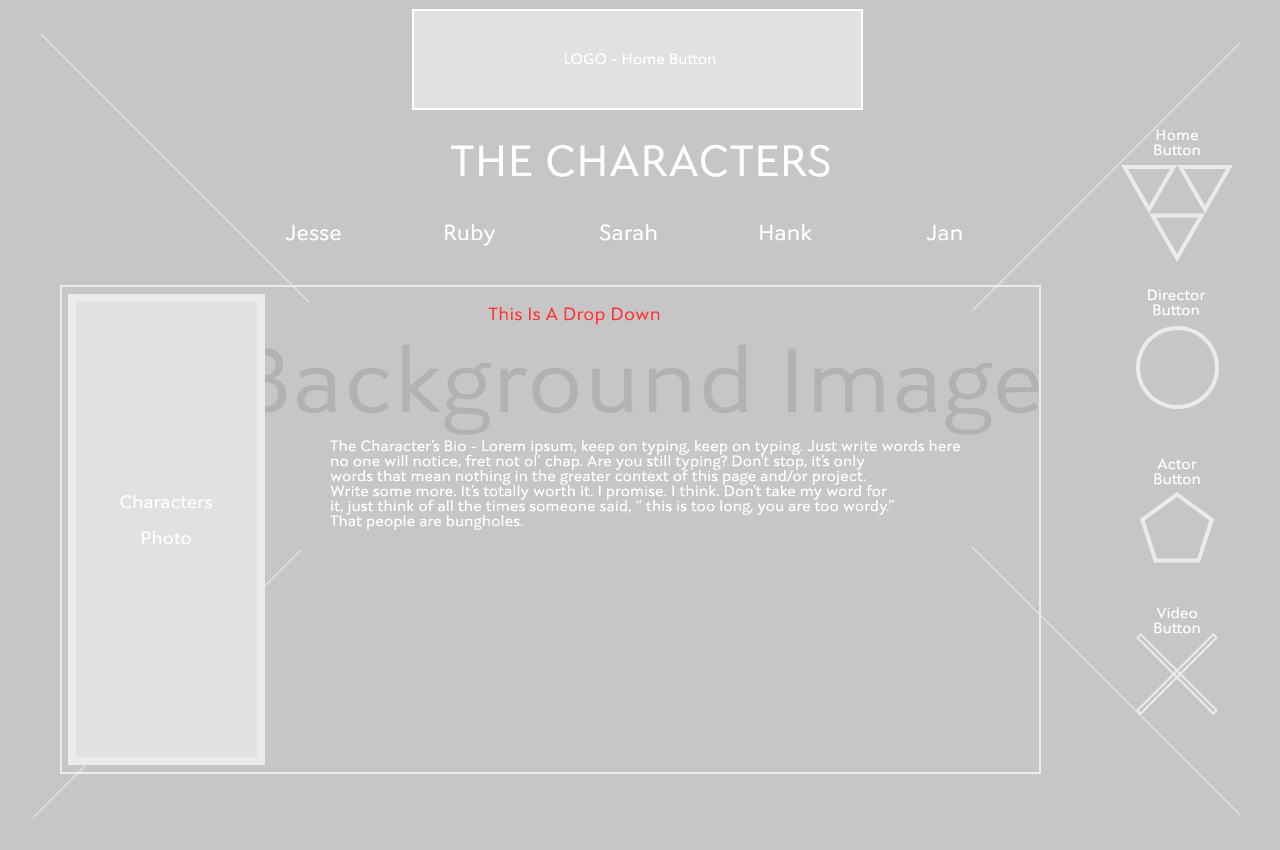 LOGO - Home Button
THE CHARACTERS
Jesse Ruby Sarah Hank Jan
This Is A Drop Down
Background Image
Characters
Photo
The Character’s Bio - Lorem ipsum, keep on typing, keep on typing. Just write words here
no one will notice, fret not ol’ chap. Are you still typing? Don’t stop, it’s only
words that mean nothing in the greater context of this page and/or project.
Write some more. It’s totally worth it. I promise. I think. Don’t take my word for
it, just think of all the times someone said, “ this is too long, you are too wordy.”
That people are bungholes.
Home
Button
Director
Button
Actor
Button
Video
Button